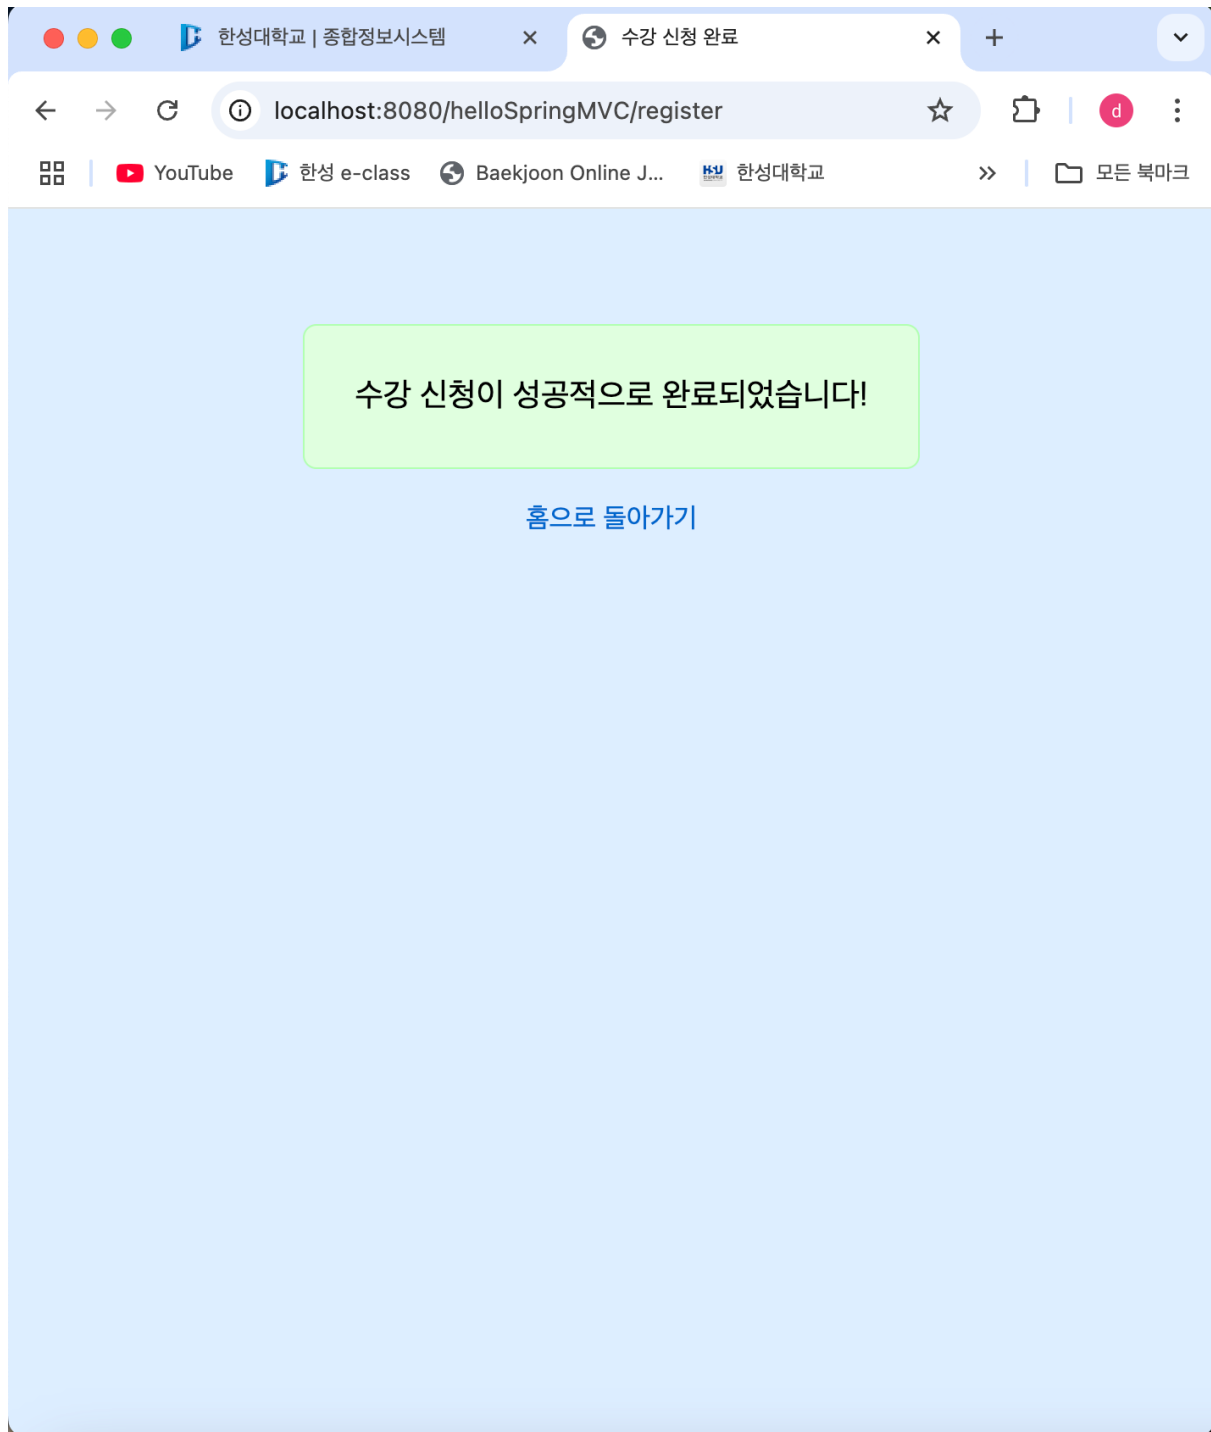 한성대학교 | 종합정보시스템
수강 신청 완료
localhost:8080/helloSpringMVC/register
d
YouTube
한성 e-class
Baekjoon Online J...
한성대학교
모든 북마크
수강 신청이 성공적으로 완료되었습니다!
홈으로 돌아가기